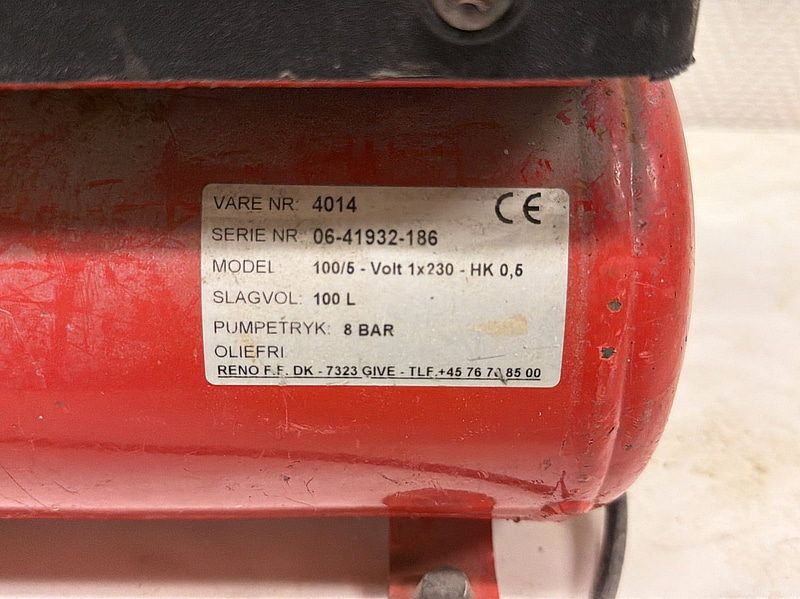 VARE NR: 4014 CE
SERIE NR: 06-41932-186
MODEL: 100/5 - Volt 1x230 - HK 0,5
SLAGVOL: 100 L
PUMPETRYK: 8 BAR
OLIEFRI
RENO F.F. DK - 7323 GIVE - TLF.+45 76 85 00